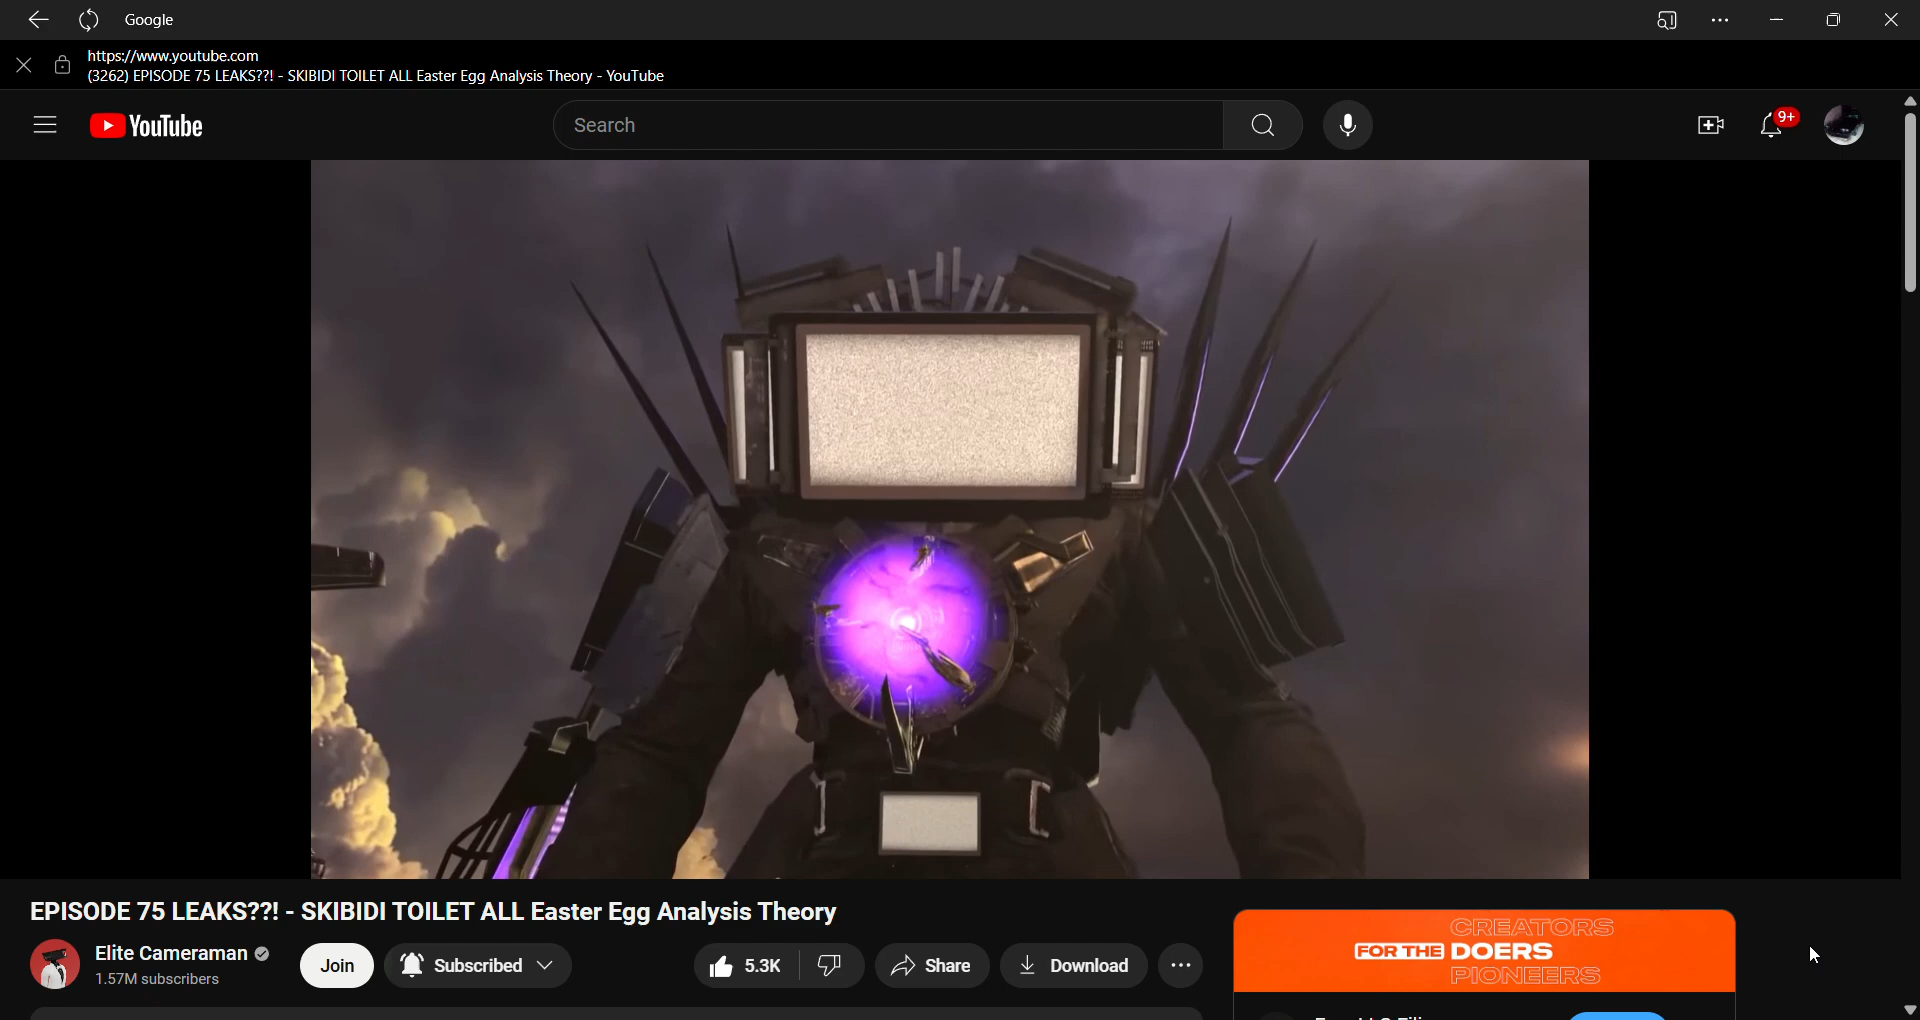 Google
https://www.youtube.com
(3262) EPISODE 75 LEAKS??! - SKIBIDI TOILET ALL Easter Egg Analysis Theory - YouTube
YouTube
Search
9+
EPISODE 75 LEAKS??! - SKIBIDI TOILET ALL Easter Egg Analysis Theory
Elite Cameraman
1.57M subscribers
Join
Subscribed
5.3K
Share
Download
CREATORS
FOR THE DOERS
PIONEERS